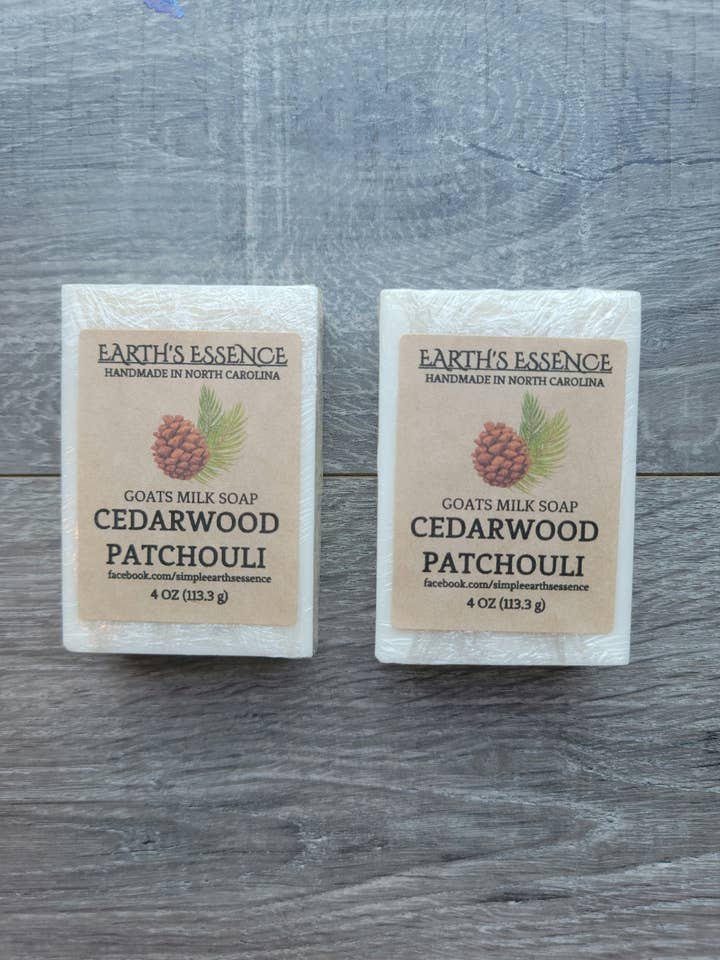 EARTH'S ESSENCE
HANDMADE IN NORTH CAROLINA
GOATS MILK SOAP
CEDARWOOD
PATCHOULI
facebook.com/simpleearthsessence
4 OZ (113.3 g)
EARTH'S ESSENCE
HANDMADE IN NORTH CAROLINA
GOATS MILK SOAP
CEDARWOOD
PATCHOULI
facebook.com/simpleearthsessence
4 OZ (113.3 g)